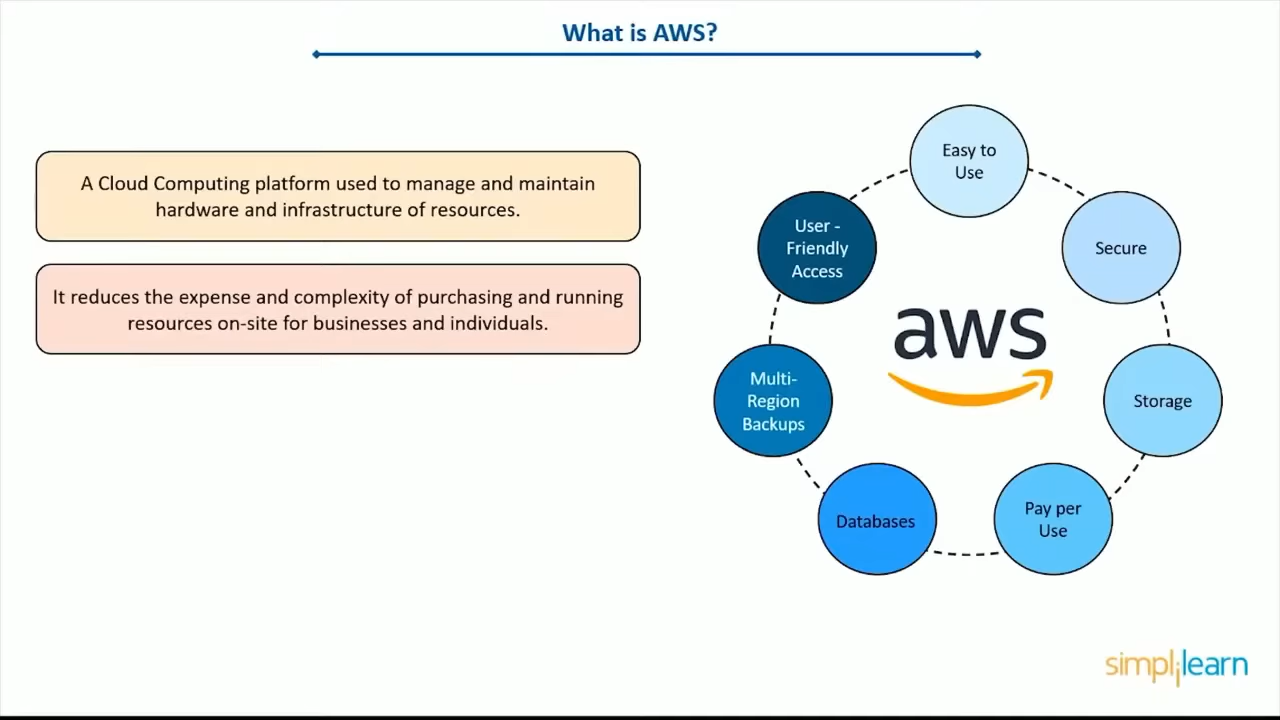 What is AWS?
A Cloud Computing platform used to manage and maintain
hardware and infrastructure of resources.
It reduces the expense and complexity of purchasing and running
resources on-site for businesses and individuals.
Easy to
Use
User -
Friendly
Access
Secure
aws
Multi-
Region
Backups
Storage
Databases
Pay per
Use
simplilearn